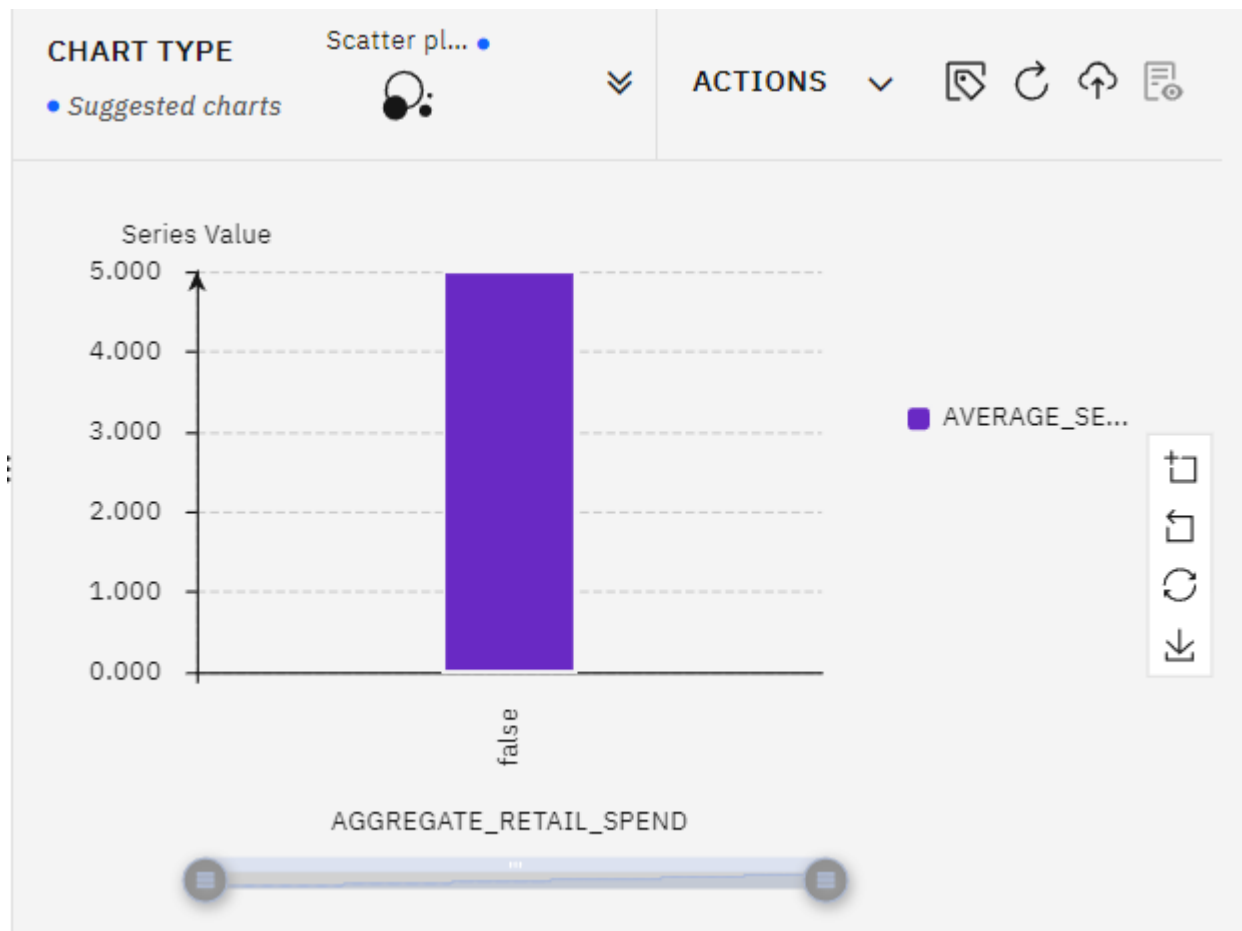 CHART TYPE
Scatter pl...
Suggested charts
ACTIONS
Series Value
5.000
4.000
3.000
2.000
1.000
0.000
false
AGGREGATE_RETAIL_SPEND
AVERAGE_SE...